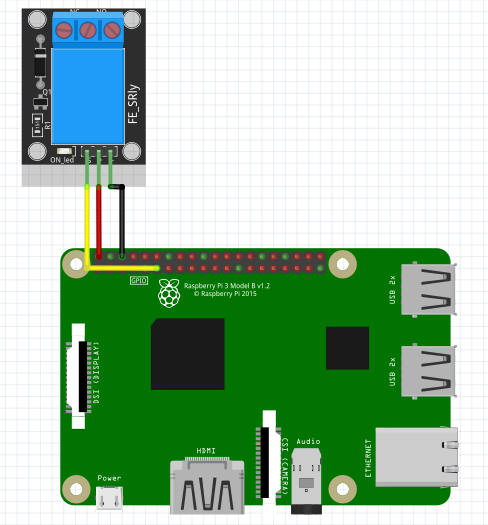 NC NO
FE_SRly
Q1
R1
ON_led
GPIO
Raspberry Pi 3 Model B v1.2
© Raspberry Pi 2015
USB 2x
DSI (DISPLAY)
USB 2x
CSI (CAMERA)
Audio
ETHERNET
HDMI
Power